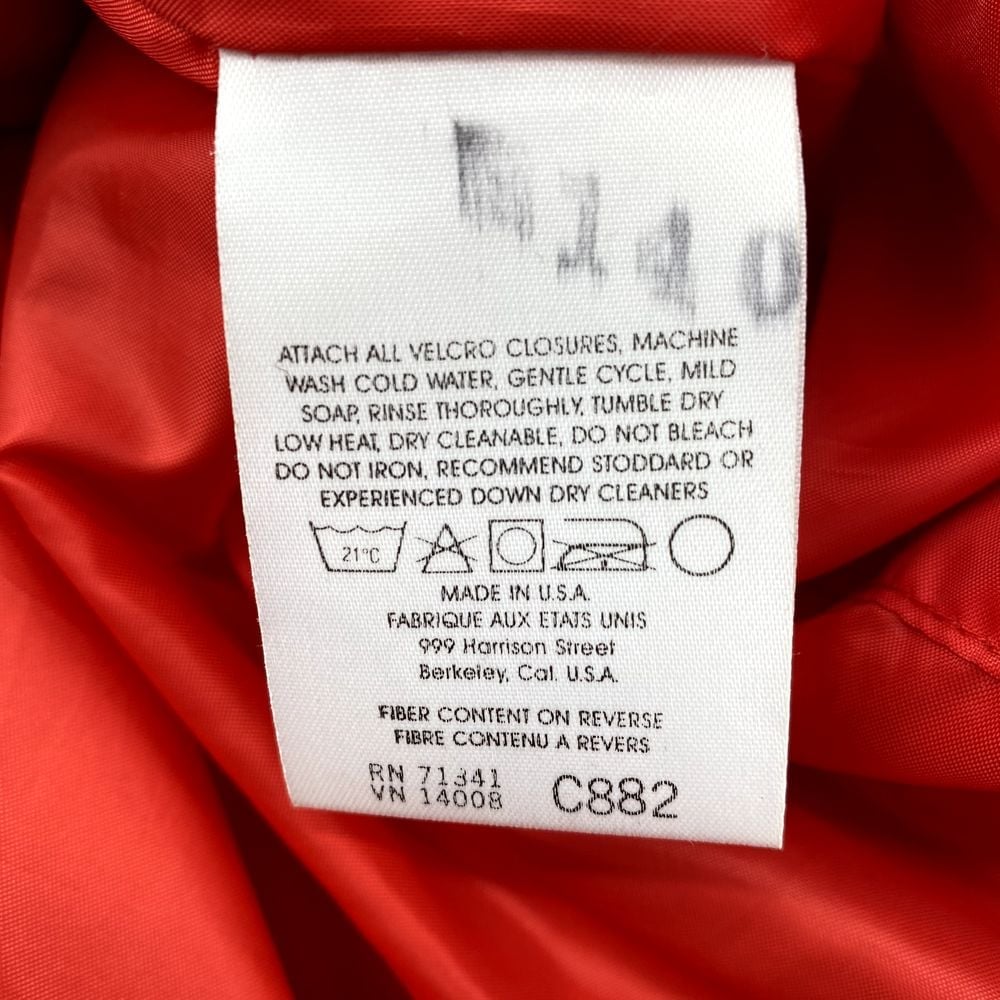 ATTACH ALL VELCRO CLOSURES, MACHINE
WASH COLD WATER, GENTLE CYCLE, MILD
SOAP, RINSE THOROUGHLY, TUMBLE DRY
LOW HEAT, DRY CLEANABLE, DO NOT BLEACH
DO NOT IRON, RECOMMEND STODDARD OR
EXPERIENCED DOWN DRY CLEANERS
21°C
MADE IN U.S.A.
FABRIQUE AUX ETATS UNIS
999 Harrison Street
Berkeley, Cal. U.S.A.
FIBER CONTENT ON REVERSE
FIBRE CONTENU A REVERS
RN 71341
VN 14008
C882